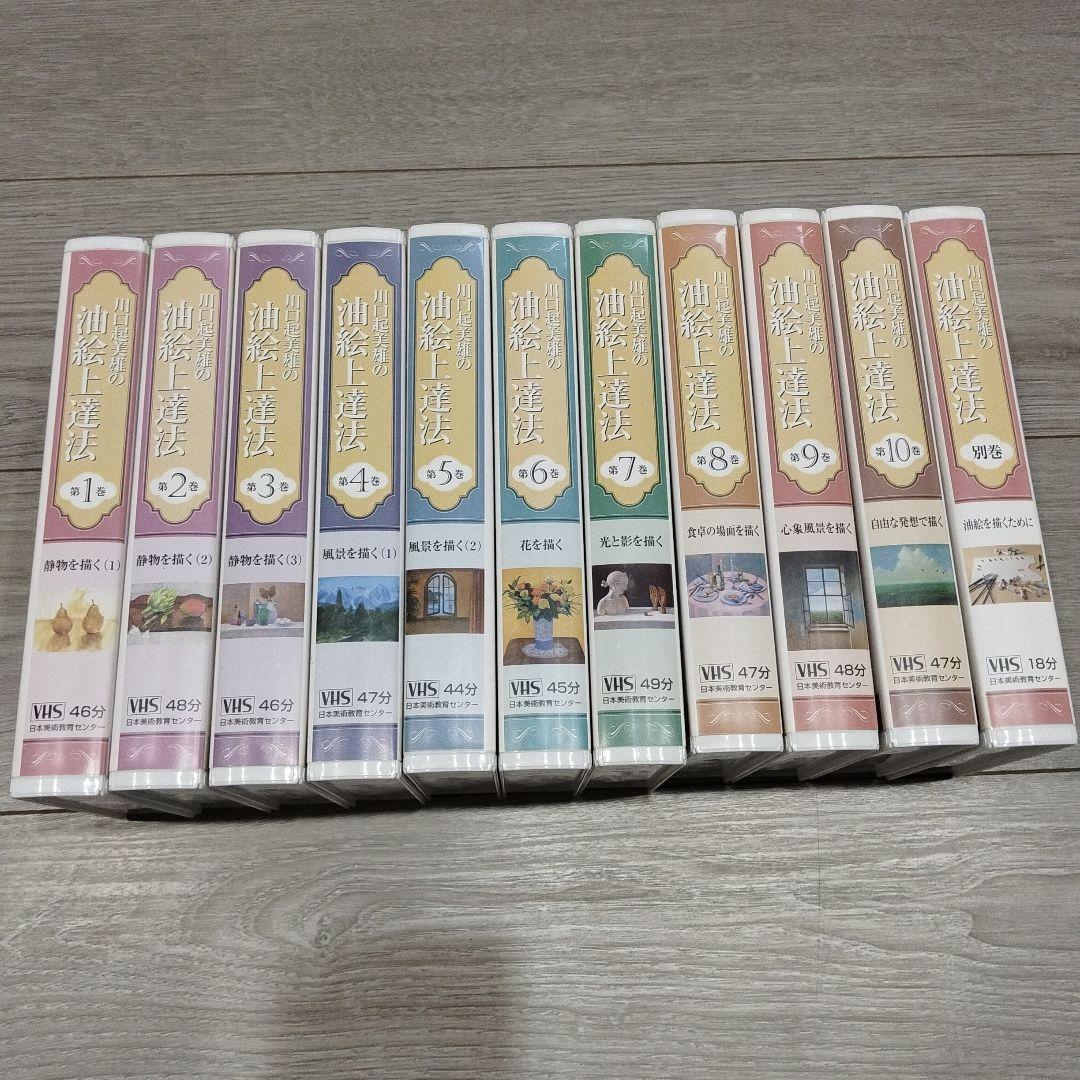 川口起美雄の
油絵上達法
第1巻
静物を描く(1)
VHS 46分
日本美術教育センター
川口起美雄の
油絵上達法
第2巻
静物を描く(2)
VHS 48分
日本美術教育センター
川口起美雄の
油絵上達法
第3巻
静物を描く(3)
VHS 46分
日本美術教育センター
川口起美雄の
油絵上達法
第4巻
風景を描く(1)
VHS 47分
日本美術教育センター
川口起美雄の
油絵上達法
第5巻
風景を描く(2)
VHS 44分
日本美術教育センター
川口起美雄の
油絵上達法
第6巻
花を描く
VHS 45分
日本美術教育センター
川口起美雄の
油絵上達法
第7巻
光と影を描く
VHS 49分
日本美術教育センター
川口起美雄の
油絵上達法
第8巻
食卓の場面を描く
VHS 47分
日本美術教育センター
川口起美雄の
油絵上達法
第9巻
心象風景を描く
VHS 48分
日本美術教育センター
川口起美雄の
油絵上達法
第10巻
自由な発想で描く
VHS 47分
日本美術教育センター
川口起美雄の
油絵上達法
別巻
油絵を描くために
VHS 18分
日本美術教育センター